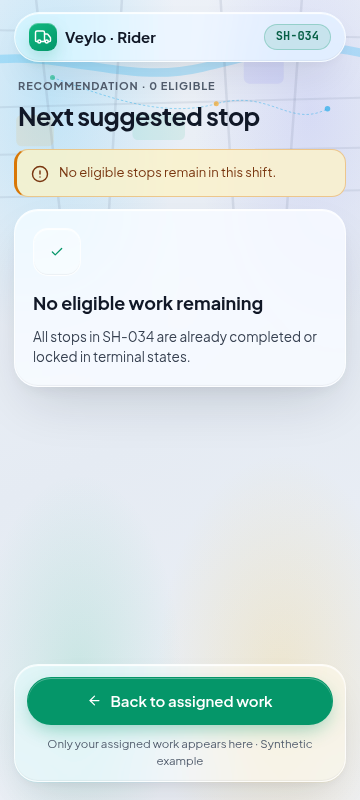 Veylo · Rider
SH-034
RECOMMENDATION · 0 ELIGIBLE
Next suggested stop
No eligible stops remain in this shift.
No eligible work remaining
All stops in SH-034 are already completed or
locked in terminal states.
Back to assigned work
Only your assigned work appears here · Synthetic
example